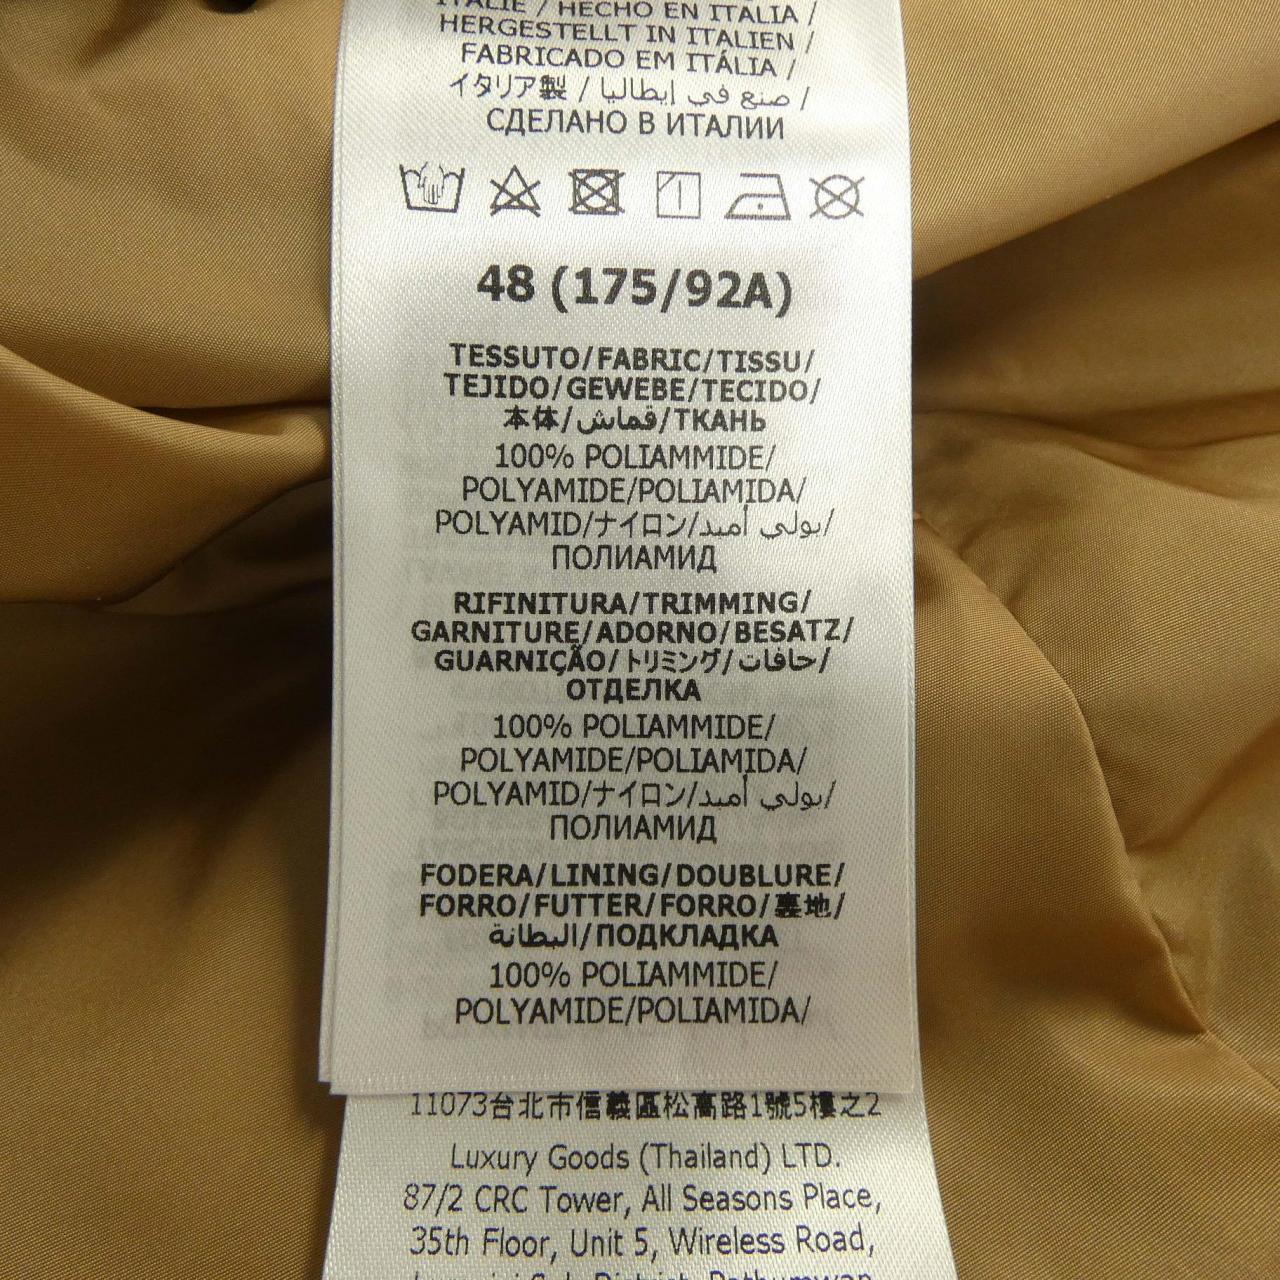 ITALIE / HECHO EN ITALIA /
HERGESTELLT IN ITALIEN /
FABRICADO EM ITÁLIA /
イタリア製 / صنع في إيطاليا /
СДЕЛАНО В ИТАЛИИ
48 (175/92A)
TESSUTO/FABRIC/TISSU/
TEJIDO/GEWEBE/TECIDO/
本体/قماش/ТКАНЬ
100% POLIAMMIDE/
POLYAMIDE/POLIAMIDA/
POLYAMID/ナイロン/بولي أميد/
ПОЛИАМИД
RIFINITURA/TRIMMING/
GARNITURE/ADORNO/BESATZ/
GUARNIÇÃO/トリミング/حافات/
ОТДЕЛКА
100% POLIAMMIDE/
POLYAMIDE/POLIAMIDA/
POLYAMID/ナイロン/بولي أميد/
ПОЛИАМИД
FODERA/LINING/DOUBLURE/
FORRO/FUTTER/FORRO/裏地/
البطانة/ПОДКЛАДКА
100% POLIAMMIDE/
POLYAMIDE/POLIAMIDA/
11073台北市信義區松高路1號5樓之2
Luxury Goods (Thailand) LTD.
87/2 CRC Tower, All Seasons Place,
35th Floor, Unit 5, Wireless Road,